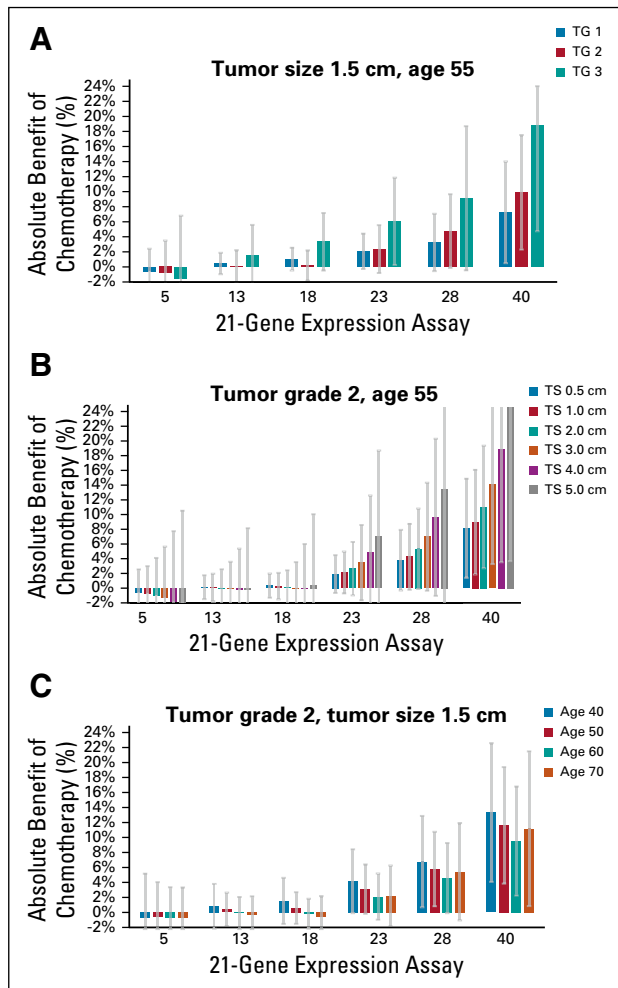 A
TG 1
TG 2
TG 3
Tumor size 1.5 cm, age 55
Absolute Benefit of
Chemotherapy (%)
24%
22%
20%
18%
16%
14%
12%
10%
8%
6%
4%
2%
0%
-2%
5 13 18 23 28 40
21-Gene Expression Assay
B
Tumor grade 2, age 55
TS 0.5 cm
TS 1.0 cm
TS 2.0 cm
TS 3.0 cm
TS 4.0 cm
TS 5.0 cm
Absolute Benefit of
Chemotherapy (%)
24%
22%
20%
18%
16%
14%
12%
10%
8%
6%
4%
2%
0%
-2%
5 13 18 23 28 40
21-Gene Expression Assay
C
Tumor grade 2, tumor size 1.5 cm
Age 40
Age 50
Age 60
Age 70
Absolute Benefit of
Chemotherapy (%)
24%
22%
20%
18%
16%
14%
12%
10%
8%
6%
4%
2%
0%
-2%
5 13 18 23 28 40
21-Gene Expression Assay